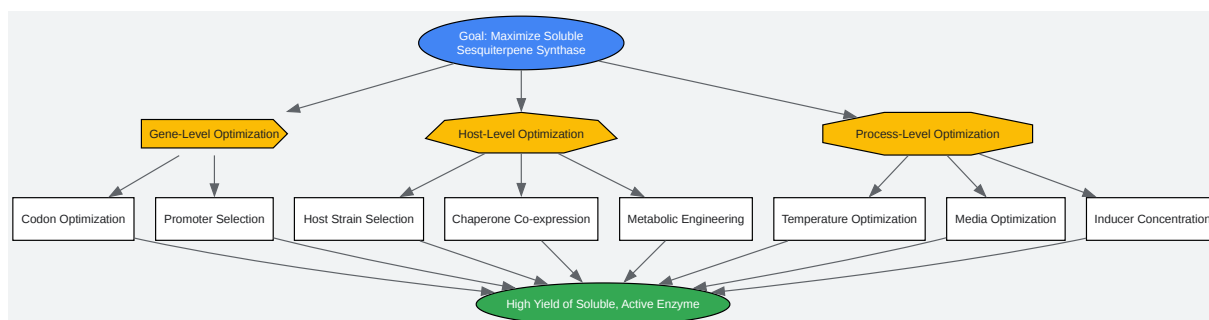 Goal: Maximize Soluble
Sesquiterpene Synthase
Gene-Level Optimization
Host-Level Optimization
Process-Level Optimization
Codon Optimization
Promoter Selection
Host Strain Selection
Chaperone Co-expression
Metabolic Engineering
Temperature Optimization
Media Optimization
Inducer Concentration
High Yield of Soluble, Active Enzyme